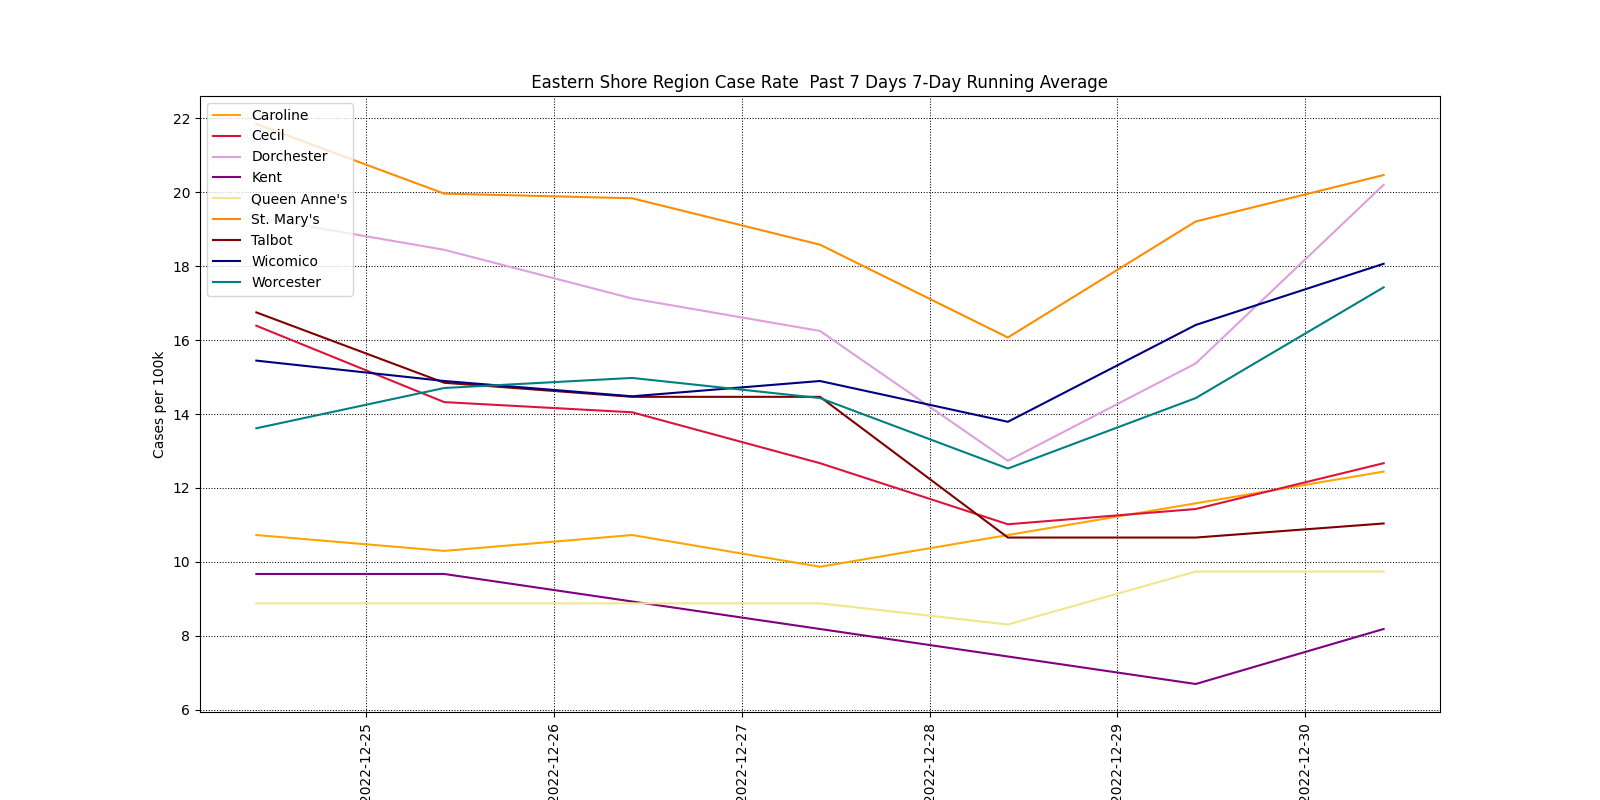 Eastern Shore Region Case Rate  Past 7 Days 7-Day Running Average
Cases per 100k
22
20
18
16
14
12
10
8
6
Caroline
Cecil
Dorchester
Kent
Queen Anne's
St. Mary's
Talbot
Wicomico
Worcester
2022-12-25
2022-12-26
2022-12-27
2022-12-28
2022-12-29
2022-12-30